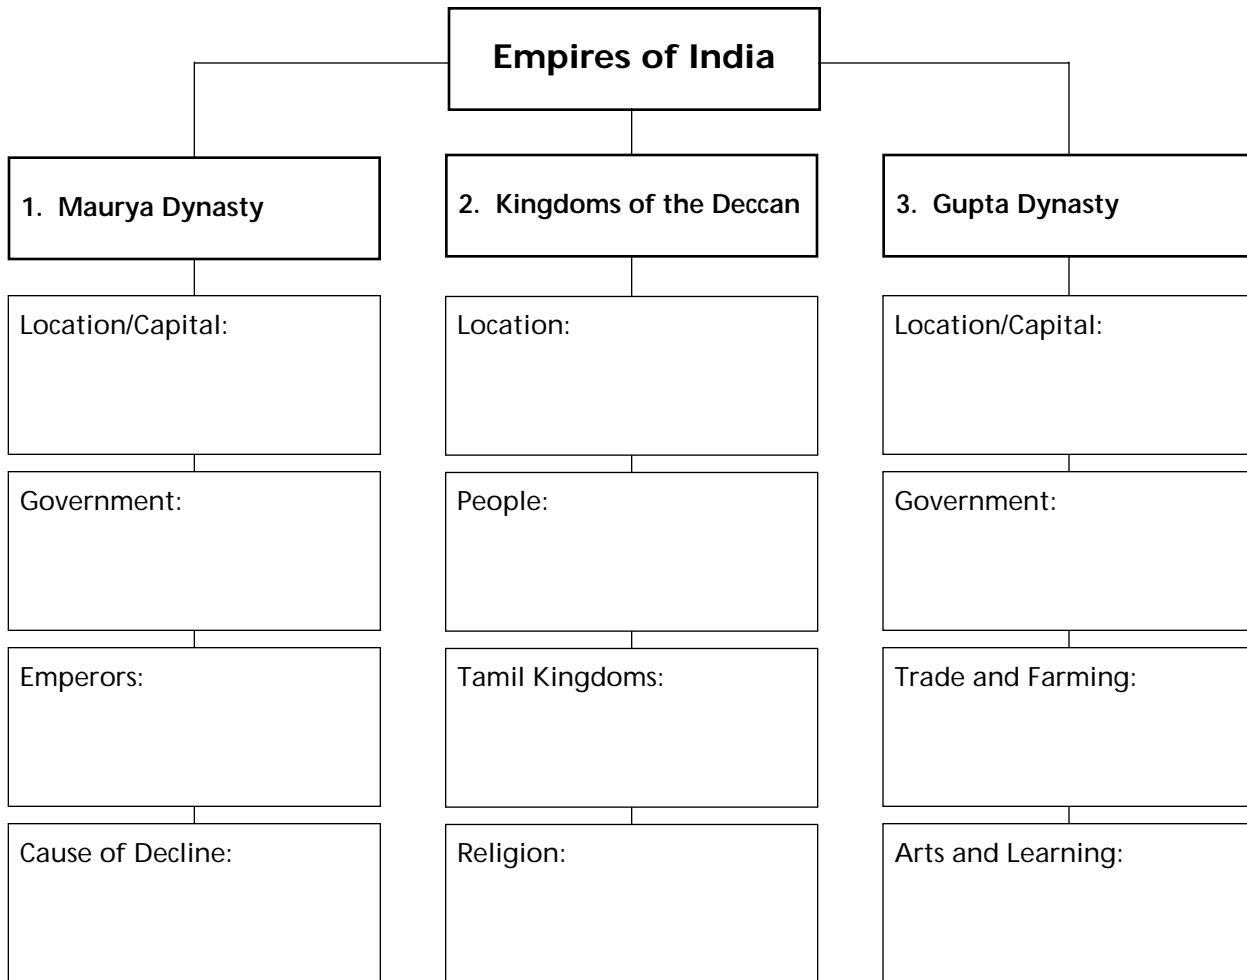 Empires of India
1. Maurya Dynasty
Location/Capital:
Government:
Emperors:
Cause of Decline:
2. Kingdoms of the Deccan
Location:
People:
Tamil Kingdoms:
Religion:
3. Gupta Dynasty
Location/Capital:
Government:
Trade and Farming:
Arts and Learning: